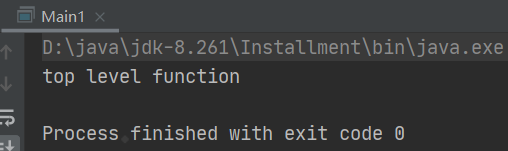 Main1
D:\java\jdk-8.261\Installment\bin\java.exe
top level function
Process finished with exit code 0